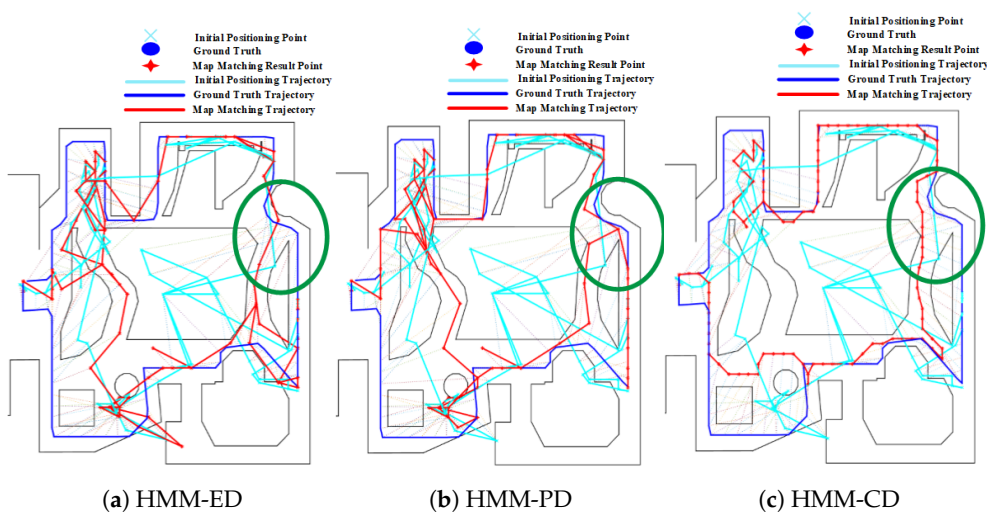 Initial Positioning Point
Ground Truth
Map Matching Result Point
Initial Positioning Trajectory
Ground Truth Trajectory
Map Matching Trajectory
Initial Positioning Point
Ground Truth
Map Matching Result Point
Initial Positioning Trajectory
Ground Truth Trajectory
Map Matching Trajectory
Initial Positioning Point
Ground Truth
Map Matching Result Point
Initial Positioning Trajectory
Ground Truth Trajectory
Map Matching Trajectory
(a) HMM-ED
(b) HMM-PD
(c) HMM-CD